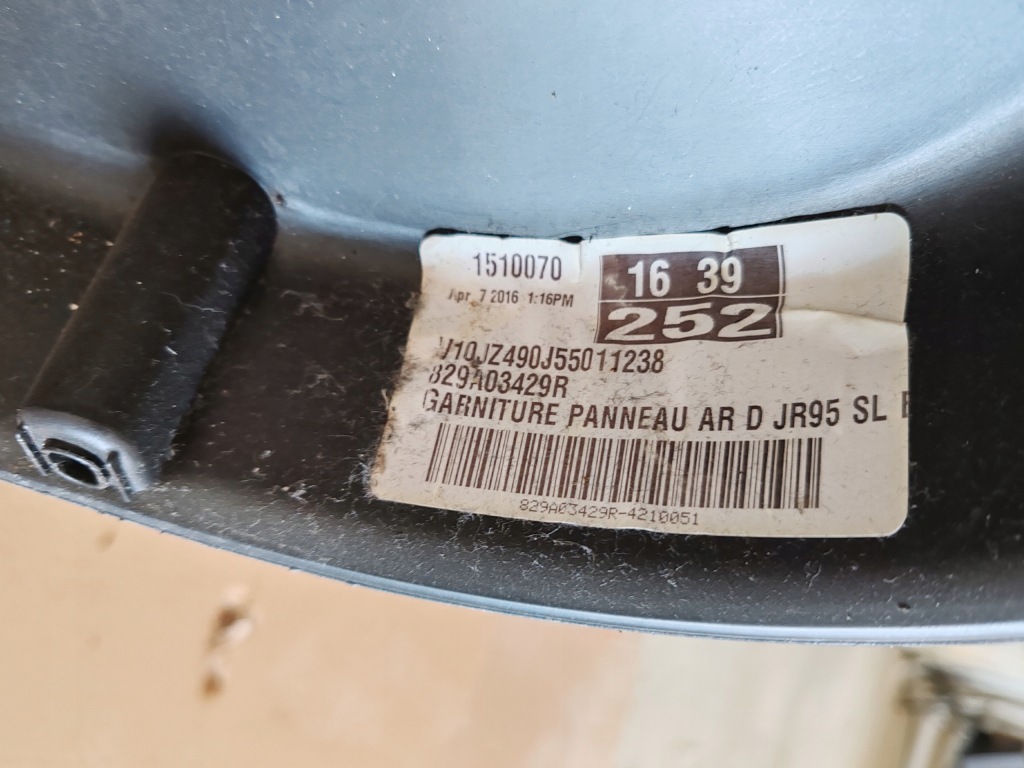 1510070
16 39
Apr 7 2016 1:16PM
252
V10JZ490J55011238
829A03429R
GARNITURE PANNEAU AR D JR95 SL
829A03429R-4210051